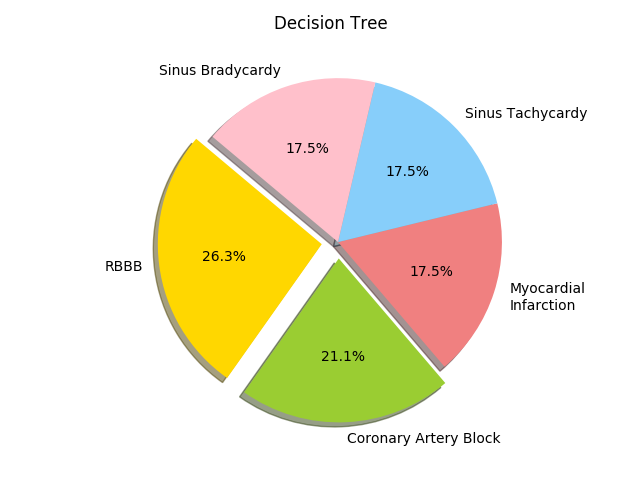 Decision Tree
Sinus Bradycardy
Sinus Tachycardy
17.5%
17.5%
RBBB
26.3%
17.5%
Myocardial
Infarction
21.1%
Coronary Artery Block